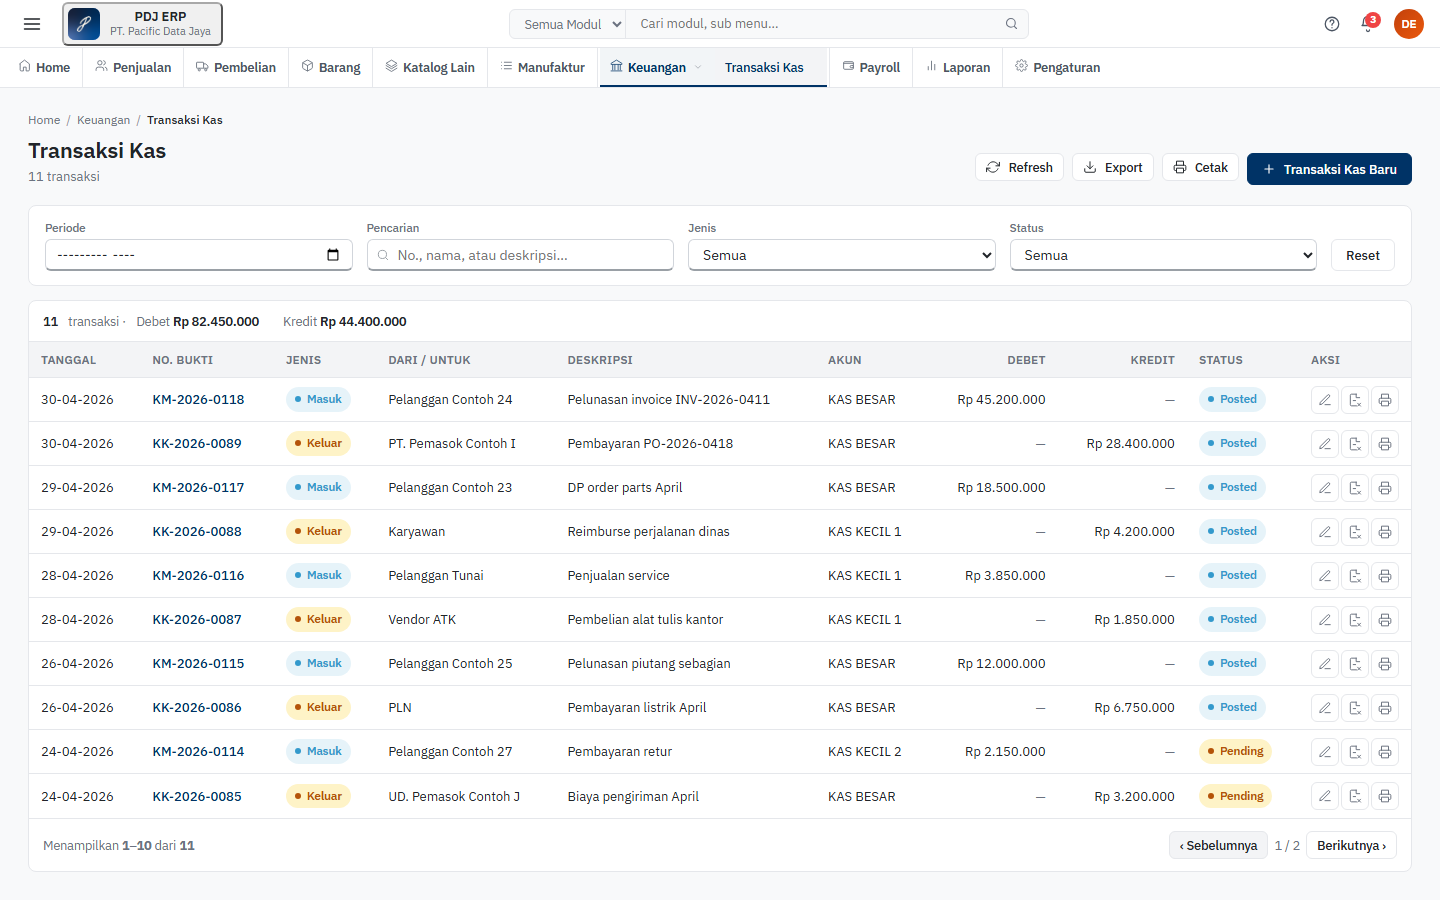 PDJ ERP
PT. Pacific Data Jaya
Semua Modul
Cari modul, sub menu...
3
DE
Home
Penjualan
Pembelian
Barang
Katalog Lain
Manufaktur
Keuangan
Transaksi Kas
Payroll
Laporan
Pengaturan
Home / Keuangan / Transaksi Kas
Transaksi Kas
11 transaksi
Refresh
Export
Cetak
+ Transaksi Kas Baru
Periode
Pencarian
Jenis
Status
--------- ----
No., nama, atau deskripsi...
Semua
Semua
Reset
11 transaksi · Debet Rp 82.450.000 Kredit Rp 44.400.000
TANGGAL NO. BUKTI JENIS DARI / UNTUK DESKRIPSI AKUN DEBET KREDIT STATUS AKSI
30-04-2026 KM-2026-0118 Masuk Pelanggan Contoh 24 Pelunasan invoice INV-2026-0411 KAS BESAR Rp 45.200.000 — Posted
30-04-2026 KK-2026-0089 Keluar PT. Pemasok Contoh I Pembayaran PO-2026-0418 KAS BESAR — Rp 28.400.000 Posted
29-04-2026 KM-2026-0117 Masuk Pelanggan Contoh 23 DP order parts April KAS BESAR Rp 18.500.000 — Posted
29-04-2026 KK-2026-0088 Keluar Karyawan Reimburse perjalanan dinas KAS KECIL 1 — Rp 4.200.000 Posted
28-04-2026 KM-2026-0116 Masuk Pelanggan Tunai Penjualan service KAS KECIL 1 Rp 3.850.000 — Posted
28-04-2026 KK-2026-0087 Keluar Vendor ATK Pembelian alat tulis kantor KAS KECIL 1 — Rp 1.850.000 Posted
26-04-2026 KM-2026-0115 Masuk Pelanggan Contoh 25 Pelunasan piutang sebagian KAS BESAR Rp 12.000.000 — Posted
26-04-2026 KK-2026-0086 Keluar PLN Pembayaran listrik April KAS BESAR — Rp 6.750.000 Posted
24-04-2026 KM-2026-0114 Masuk Pelanggan Contoh 27 Pembayaran retur KAS KECIL 2 Rp 2.150.000 — Pending
24-04-2026 KK-2026-0085 Keluar UD. Pemasok Contoh J Biaya pengiriman April KAS BESAR — Rp 3.200.000 Pending
Menampilkan 1–10 dari 11
‹ Sebelumnya 1 / 2 Berikutnya ›